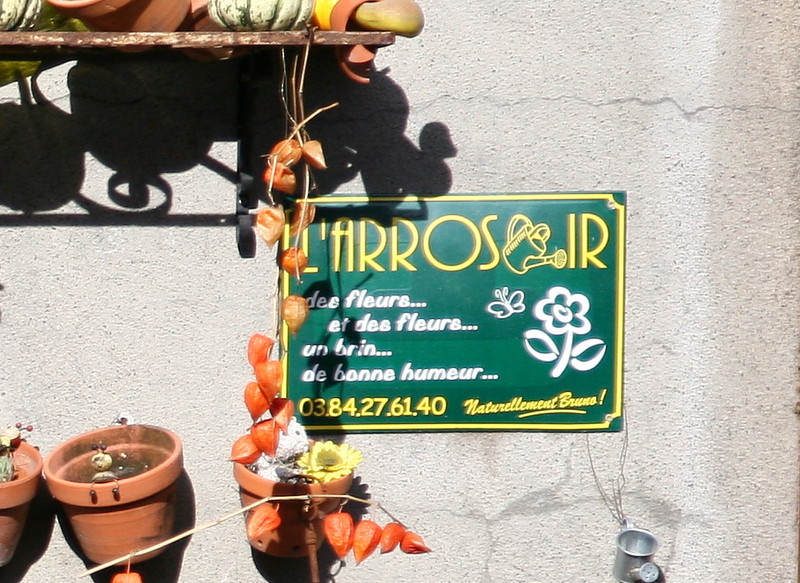 L'ARROSOIR
des fleurs...
et des fleurs...
un brin...
de bonne humeur...
03.84.27.61.40 Naturellement Bruno!